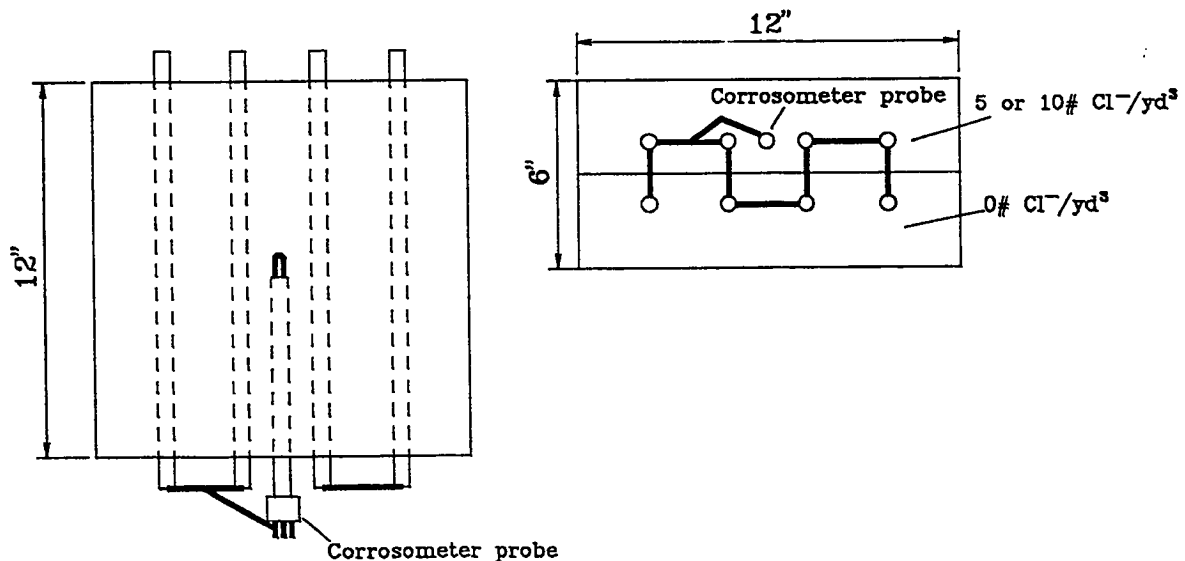 12"
Corrosometer probe
12"
Corrosometer probe
5 or 10# Cl⁻/yd³
6"
0# Cl⁻/yd³